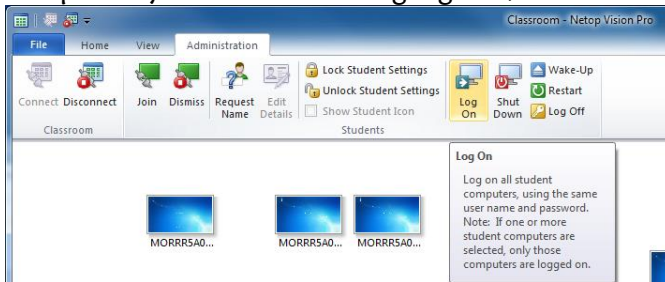 Classroom - Netop Vision Pro
File Home View Administration
Connect Disconnect
Classroom
Join Dismiss Request Name Edit Details
Lock Student Settings
Unlock Student Settings
Show Student Icon
Students
Log On Shut Down
Wake-Up
Restart
Log Off
Log On
Log on all student
computers, using the same
user name and password.
Note: If one or more
student computers are
selected, only those
computers are logged on.
MORRR5A0... MORRR5A0... MORRR5A0...